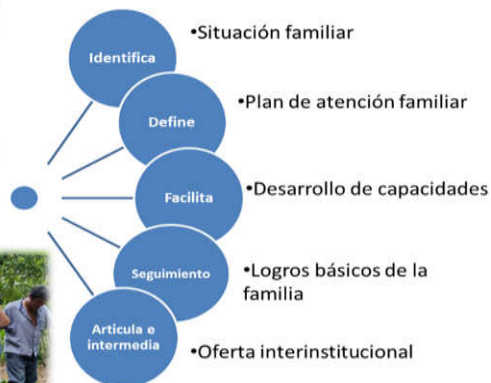 Identifica
•Situación familiar
Define
•Plan de atención familiar
Facilita
•Desarrollo de capacidades
Seguimiento
•Logros básicos de la
familia
Articula e
intermedia
•Oferta interinstitucional